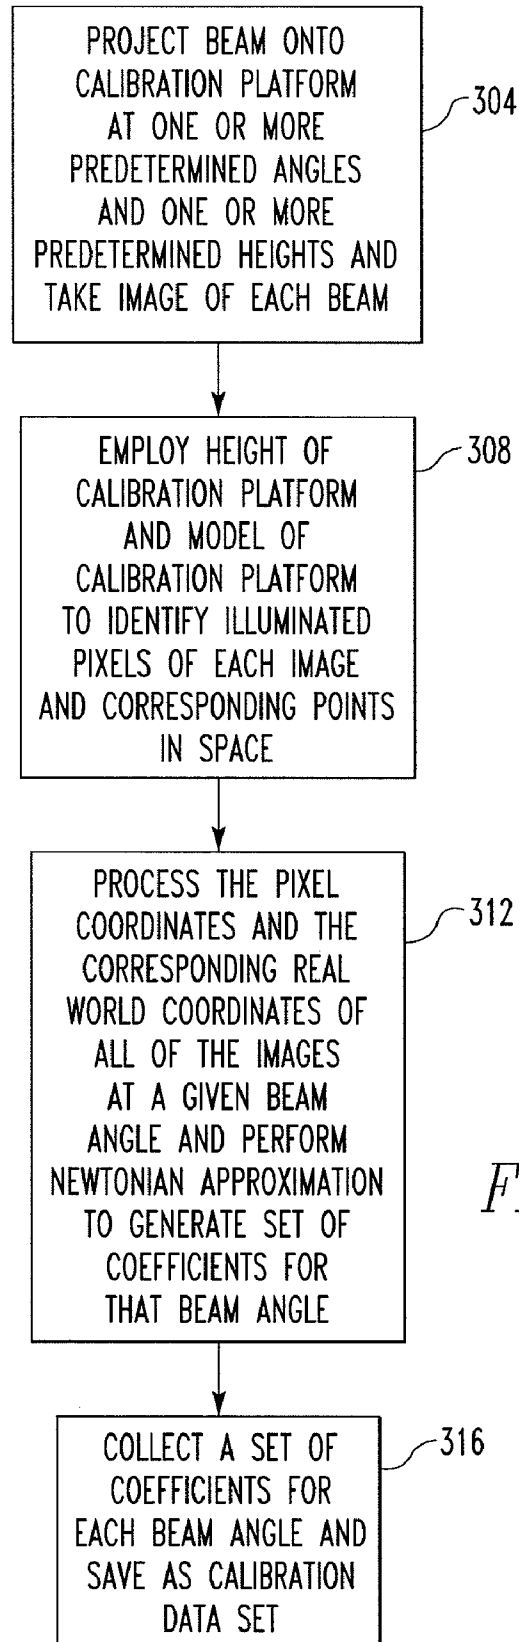 PROJECT BEAM ONTO
CALIBRATION PLATFORM
AT ONE OR MORE
PREDETERMINED ANGLES
AND ONE OR MORE
PREDETERMINED HEIGHTS AND
TAKE IMAGE OF EACH BEAM
304
EMPLOY HEIGHT OF
CALIBRATION PLATFORM
AND MODEL OF
CALIBRATION PLATFORM
TO IDENTIFY ILLUMINATED
PIXELS OF EACH IMAGE
AND CORRESPONDING POINTS
IN SPACE
308
PROCESS THE PIXEL
COORDINATES AND THE
CORRESPONDING REAL
WORLD COORDINATES OF
ALL OF THE IMAGES
AT A GIVEN BEAM
ANGLE AND PERFORM
NEWTONIAN APPROXIMATION
TO GENERATE SET OF
COEFFICIENTS FOR
THAT BEAM ANGLE
312
COLLECT A SET OF
COEFFICIENTS FOR
EACH BEAM ANGLE AND
SAVE AS CALIBRATION
DATA SET
316